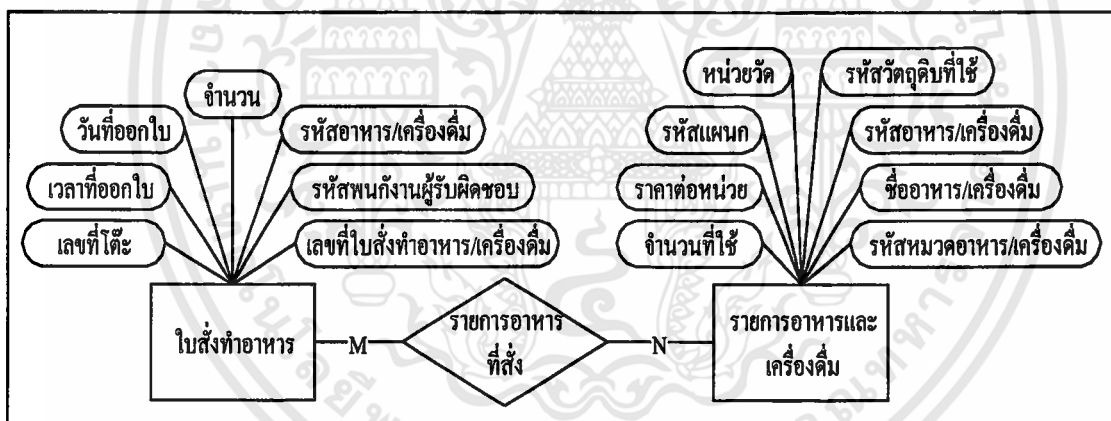 จำนวน
วันที่ออกใบ
รหัสอาหาร/เครื่องดื่ม
เวลาที่ออกใบ
รหัสพนกังานผู้รับผิดชอบ
เลขที่โต๊ะ
เลขที่ใบสั่งทำอาหาร/เครื่องดื่ม
หน่วยวัด
รหัสวัตถุดิบที่ใช้
รหัสแผนก
รหัสอาหาร/เครื่องดื่ม
ราคาต่อหน่วย
ชื่ออาหาร/เครื่องดื่ม
จำนวนที่ใช้
รหัสหมวดอาหาร/เครื่องดื่ม
ใบสั่งทำอาหาร
M
รายการอาหาร
ที่สั่ง
N
รายการอาหารและ
เครื่องดื่ม